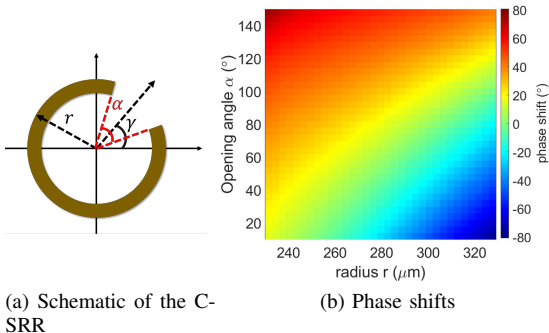 r
α
γ
Opening angle α (°)
140
120
100
80
60
40
20
240
260
280
300
320
radius r (μm)
80
60
40
20
0
-20
-40
-60
-80
phase shift (°)
(a) Schematic of the C-
SRR
(b) Phase shifts